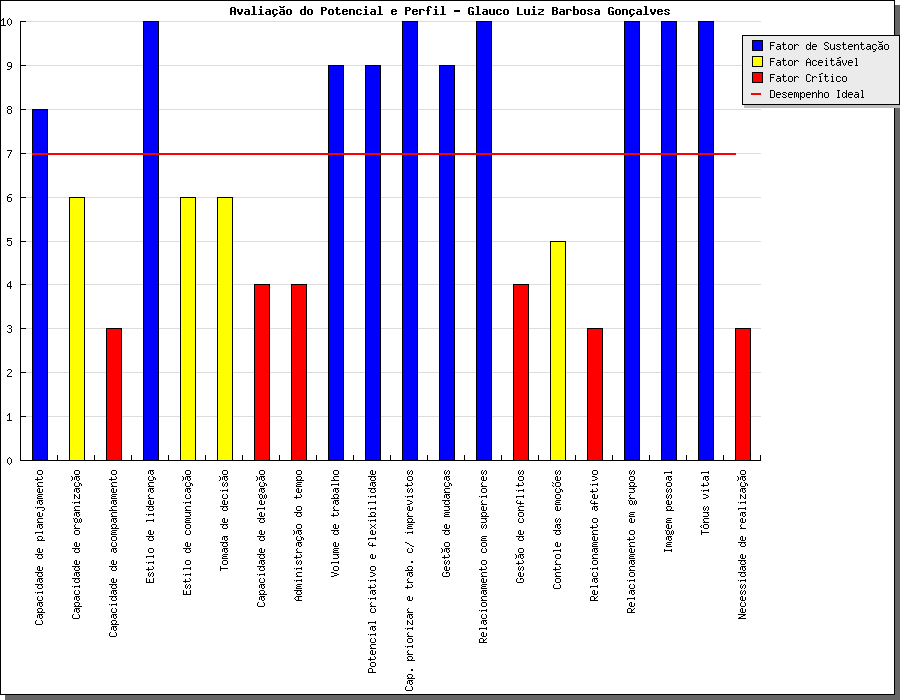 Avaliação do Potencial e Perfil - Glauco Luiz Barbosa Gonçalves
Fator de Sustentação
Fator Aceitável
Fator Crítico
Desempenho Ideal
10
9
8
7
6
5
4
3
2
1
0
Capacidade de planejamento
Capacidade de organização
Capacidade de acompanhamento
Estilo de liderança
Estilo de comunicação
Tomada de decisão
Capacidade de delegação
Administração do tempo
Volume de trabalho
Potencial criativo e flexibilidade
Cap. priorizar e trab. c/ imprevistos
Gestão de mudanças
Relacionamento com superiores
Gestão de conflitos
Controle das emoções
Relacionamento afetivo
Relacionamento em grupos
Imagem pessoal
Tônus vital
Necessidade de realização